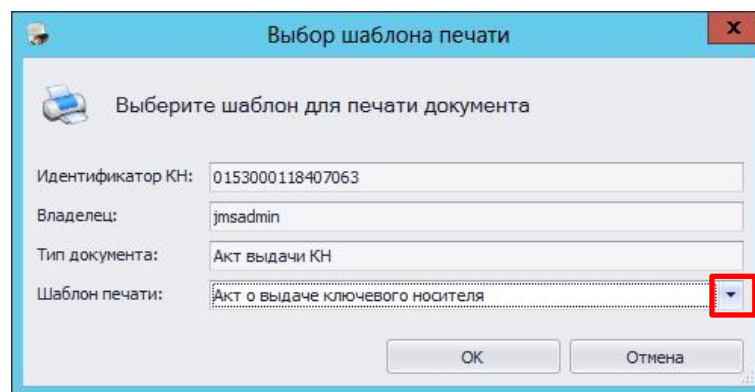 Выбор шаблона печати
x
Выберите шаблон для печати документа
Идентификатор КН: 0153000118407063
Владелец: jmsadmin
Тип документа: Акт выдачи КН
Шаблон печати: Акт о выдаче ключевого носителя
ОК Отмена